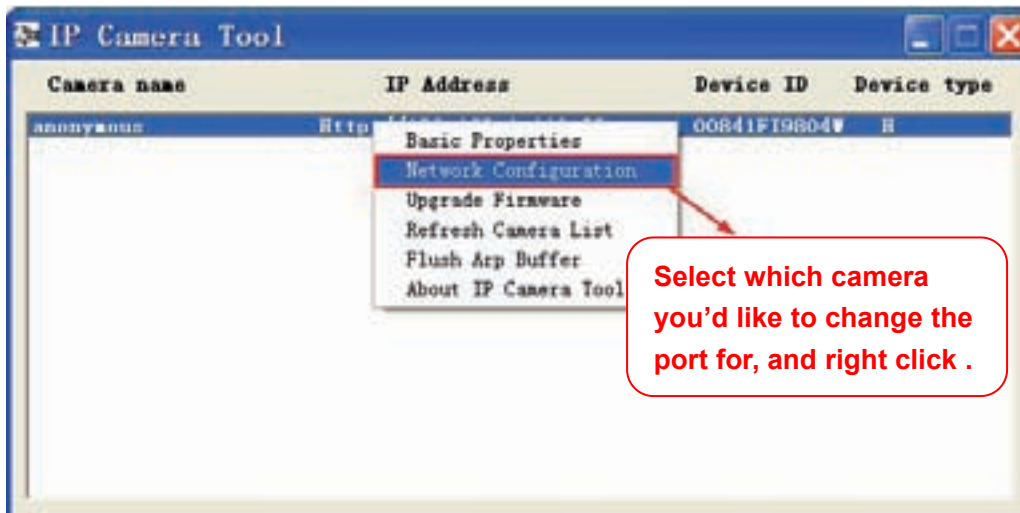 IP Camera Tool
Camera name IP Address Device ID Device type
anonymous Http 00841FI9804W H
Basic Properties
Network Configuration
Upgrade Firmware
Refresh Camera List
Flush Arp Buffer
About IP Camera Tool
Select which camera
you’d like to change the
port for, and right click .